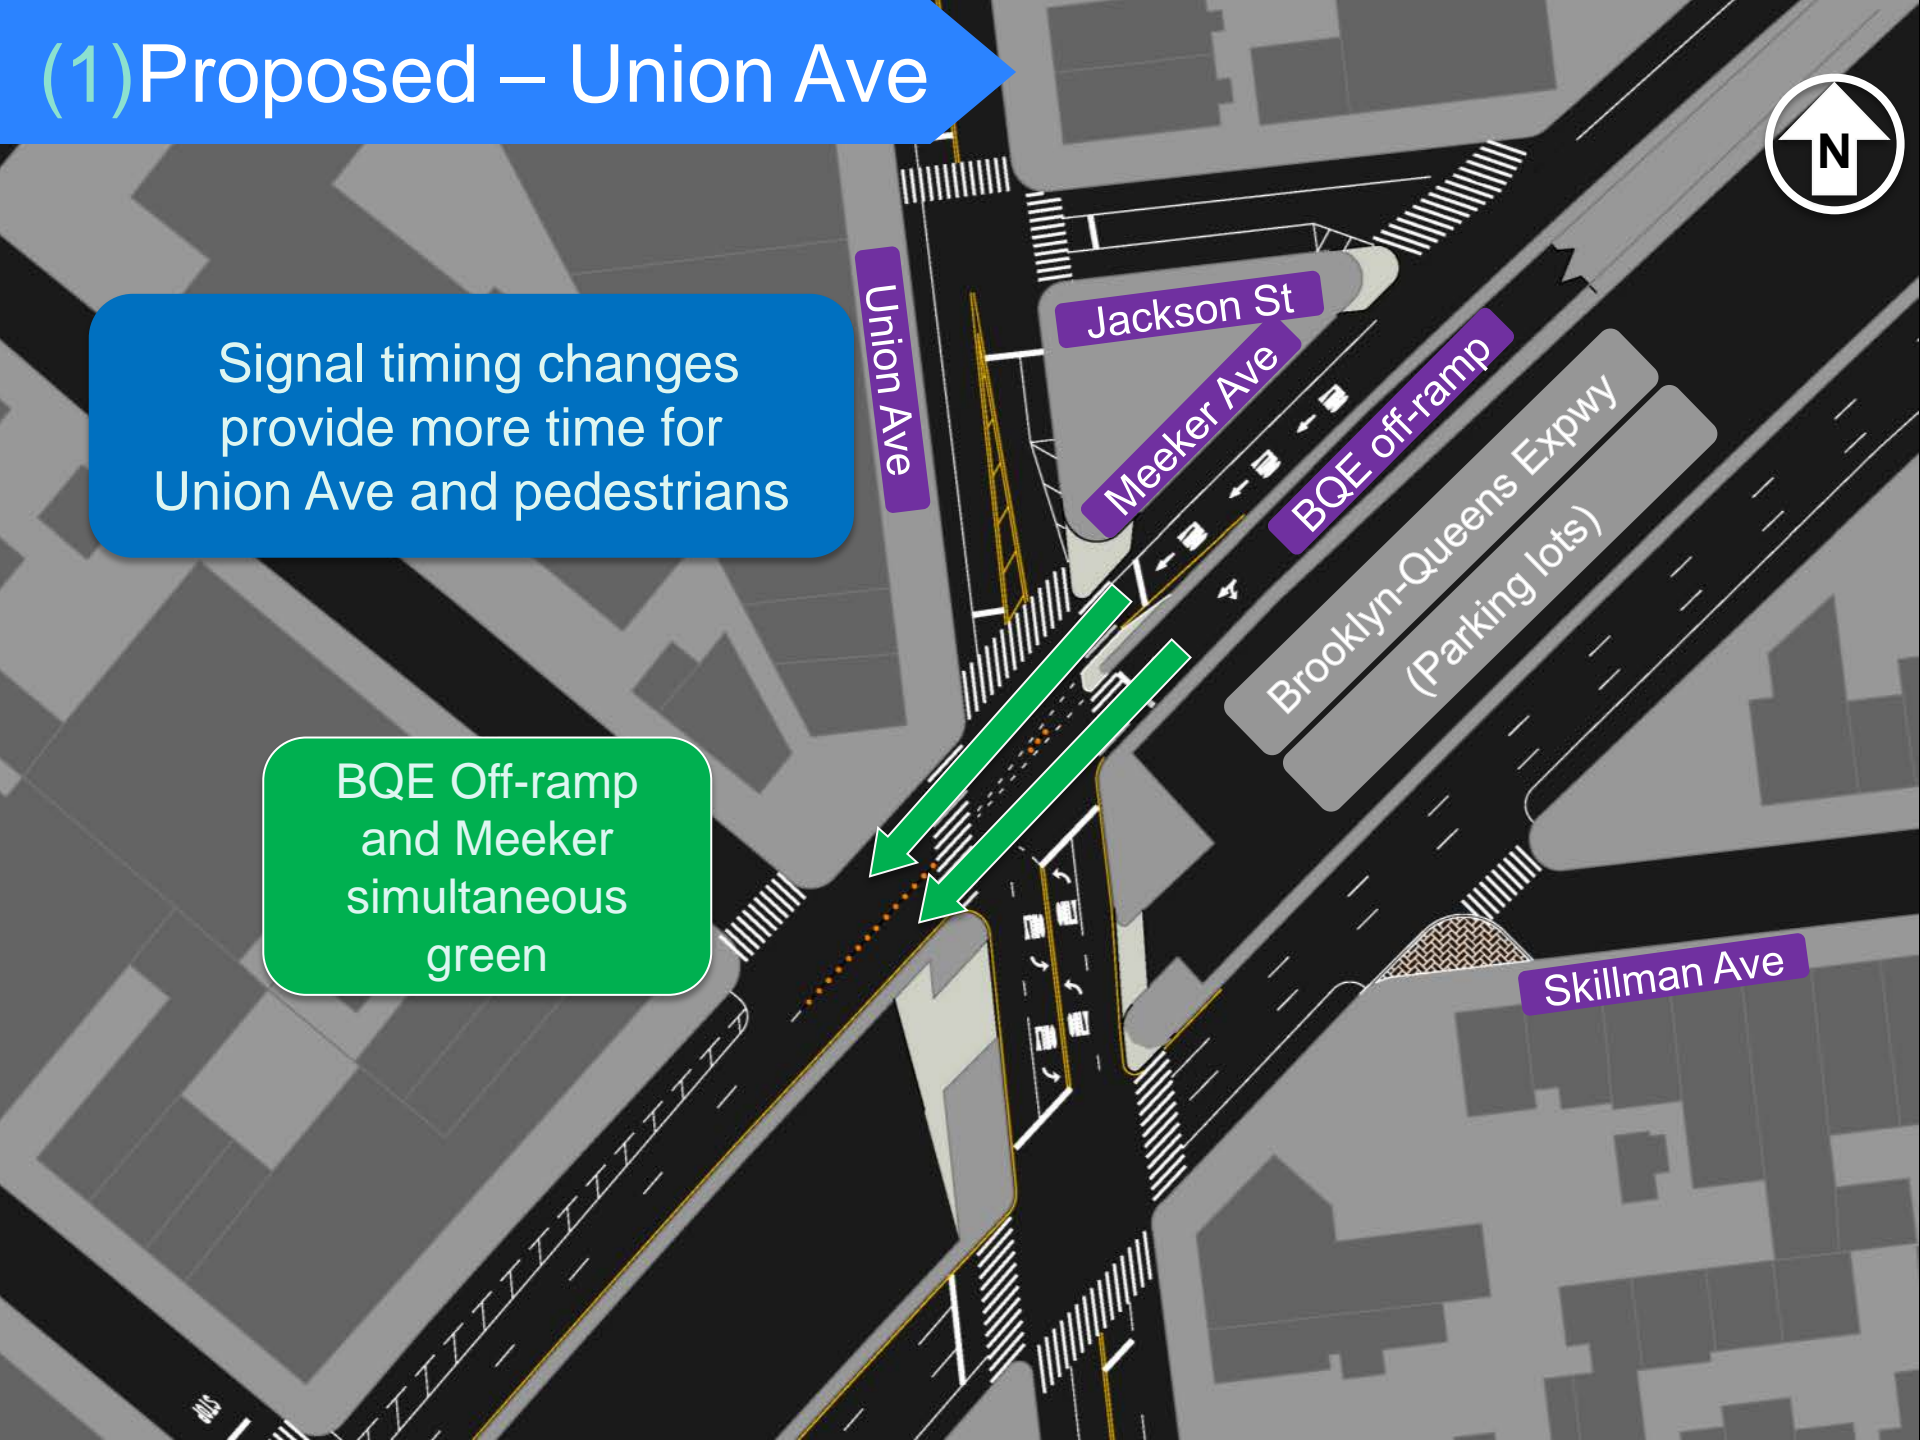 (1)Proposed – Union Ave
N
Signal timing changes
provide more time for
Union Ave and pedestrians
Union Ave
Jackson St
Meeker Ave
BQE off-ramp
Brooklyn-Queens Expwy
(Parking lots)
BQE Off-ramp
and Meeker
simultaneous
green
Skillman Ave
STOP